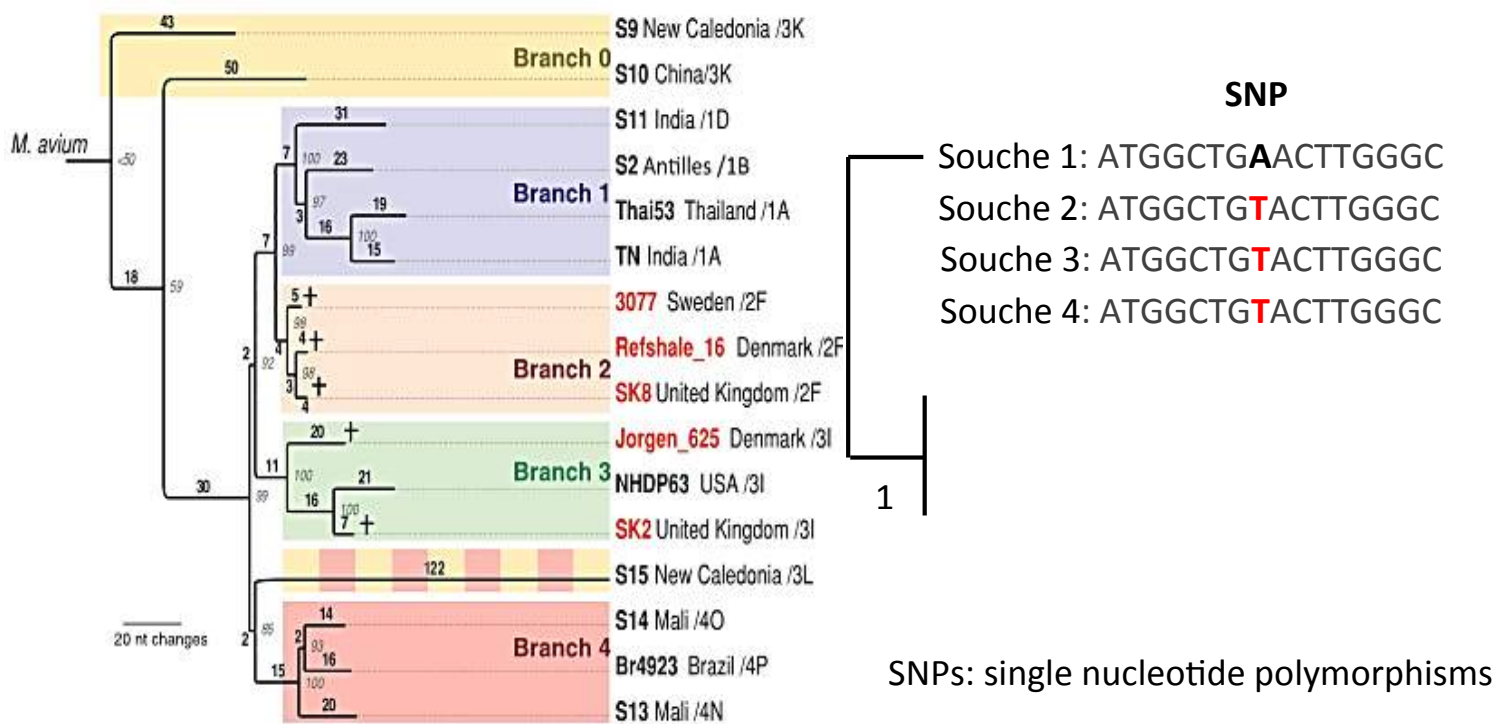 43
S9 New Caledonia /3K
Branch 0
50
S10 China/3K
M. avium
<50
31
S11 India /1D
7
100
23
S2 Antilles /1B
Branch 1
3
97
19
Thai53 Thailand /1A
16
100
15
TN India /1A
7
99
18
59
5
3077 Sweden /2F
98
4
4
Refshale_16 Denmark /2F
2
92
Branch 2
98
3
SK8 United Kingdom /2F
4
20
Jorgen_625 Denmark /3I
11
100
Branch 3
21
NHDP63 USA /3I
30
99
16
100
7
SK2 United Kingdom /3I
122
S15 New Caledonia /3L
14
S14 Mali /4O
20 nt changes
2
65
2
93
Branch 4
16
Br4923 Brazil /4P
15
100
20
S13 Mali /4N
SNP
Souche 1: ATGGCTGAACTTGGGC
Souche 2: ATGGCTGTACTTGGGC
Souche 3: ATGGCTGTACTTGGGC
Souche 4: ATGGCTGTACTTGGGC
1
SNPs: single nucleotide polymorphisms